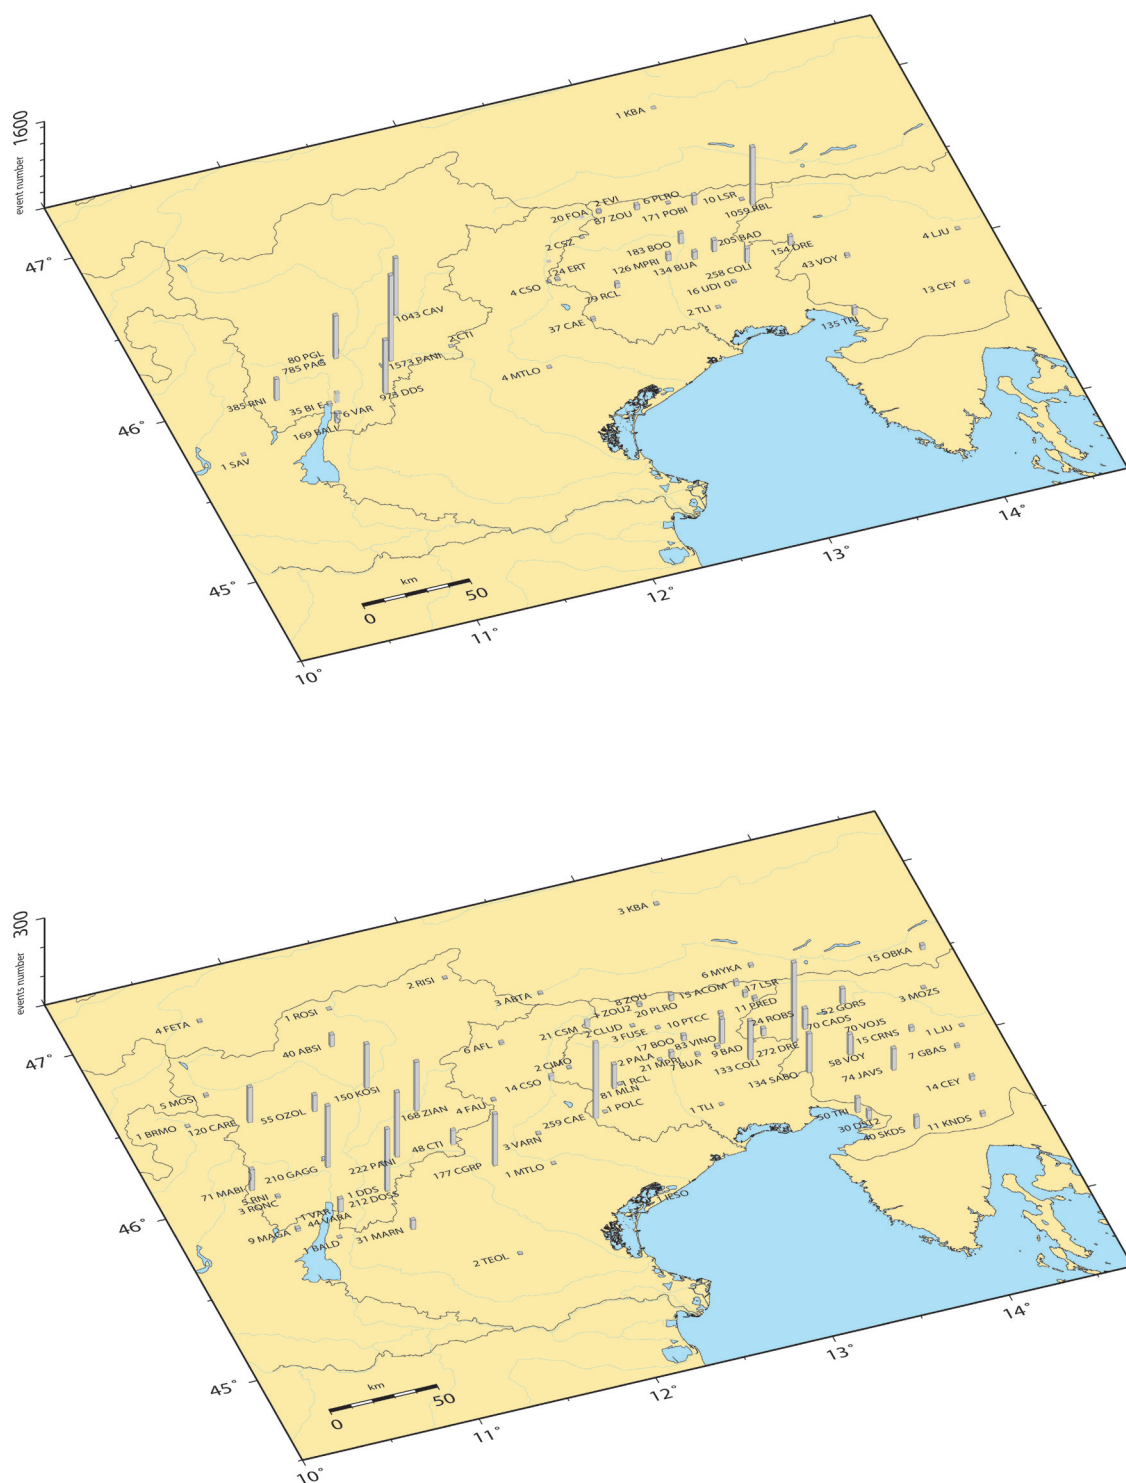 1600
event number
1 KBA
2 FVI
6 PLRO
10 LSR
20 FOA
87 ZOU
171 POBI
1059 RBL
2 CSZ
183 BOO
205 BAD
154 DRE
4 LJU
47°
24 ERT
126 MPRI
134 BUA
258 COLI
43 VOY
4 CSO
79 RCL
16 UDI 0
13 CEY
1043 CAV
37 CAE
2 TLI
135 TRI
2 CTI
80 PGL
785 PAG
1573 PANI
4 MTLO
385 RNI
973 DDS
35 BI E
6 VAR
46°
169 BALL
1 SAV
45°
km
0
50
14°
13°
12°
11°
10°
300
events number
3 KBA
15 OBKA
2 RISI
3 ABTA
6 MYKA
17 LSR
15 ACOM
3 MOZS
8 ZOU
1 ZOU2
20 PLRO
11 PRED
52 GORS
1 ROSI
4 FETA
21 CSM
2 CLUD
3 FUSE
10 PTCC
24 ROBS
70 CADS
70 VOJS
15 CRNS
1 LJU
40 ABSI
6 AFL
17 BOO
83 VINO
9 BAD
272 DRE
47°
2 CIMO
2 PALA
21 MPRI
7 BUA
133 COLI
58 VOY
7 GBAS
14 CSO
1 RCL
81 MLN
134 SABO
74 JAVS
14 CEY
5 MOSI
150 KOSI
168 ZIAN
4 FAU
259 CAE
1 POLC
1 TLI
50 TRI
30 DST2
40 SKDS
11 KNDS
55 OZOL
120 CARE
1 BRMO
48 CTI
3 VARN
210 GAGG
222 PANI
177 CGRP
1 MTLO
71 MABI
5 RNI
3 RONC
1 DDS
212 DOSS
1 JESO
1 VAR
44 VARA
46°
9 MAGA
1 BALD
31 MARN
2 TEOL
45°
km
0
50
14°
13°
12°
11°
10°